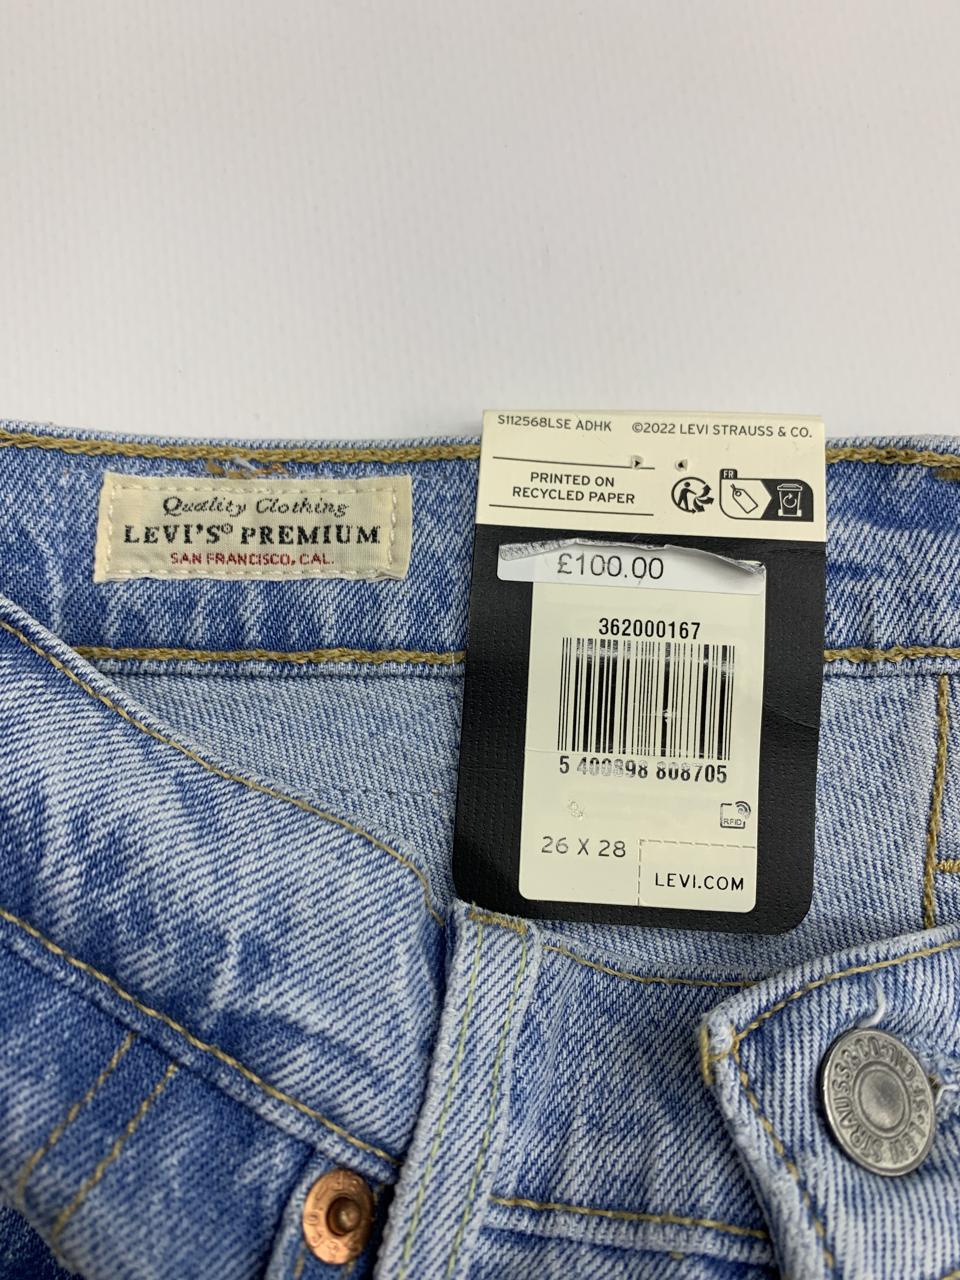 Quality Clothing
LEVI'S® PREMIUM
SAN FRANCISCO, CAL.
S112568LSE ADHK ©2022 LEVI STRAUSS & CO.
PRINTED ON
RECYCLED PAPER
FR
£100.00
362000167
5 400898 808705
RFID
26 X 28
LEVI.COM
STRAUSS